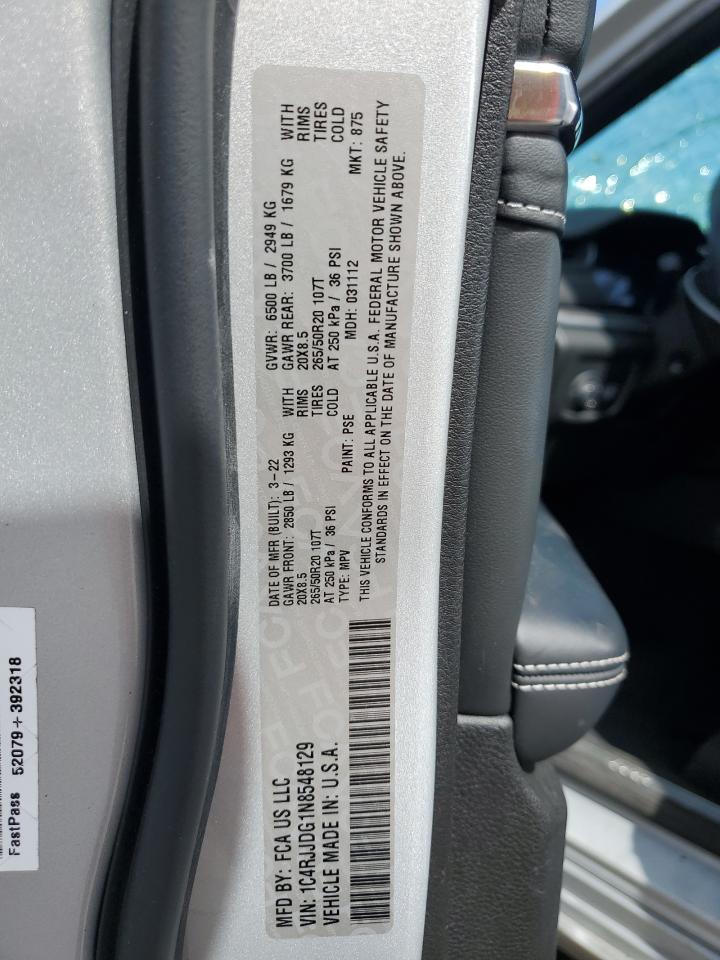 MFD BY: FCA US LLC
DATE OF MFR (BUILT): 3-22
GVWR: 6500 LB / 2949 KG
GAWR FRONT: 2850 LB / 1293 KG WITH
GAWR REAR: 3700 LB / 1679 KG WITH
20X8.5 RIMS
20X8.5 RIMS
265/50R20 107T TIRES
265/50R20 107T TIRES
AT 250 kPa / 36 PSI COLD
AT 250 kPa / 36 PSI COLD
VIN: 1C4RJJDG1N8548129
VEHICLE MADE IN: U.S.A.
TYPE: MPV PAINT: PSE MDH: 031112 MKT: 875
THIS VEHICLE CONFORMS TO ALL APPLICABLE U.S.A. FEDERAL MOTOR VEHICLE SAFETY
STANDARDS IN EFFECT ON THE DATE OF MANUFACTURE SHOWN ABOVE.
FastPass 52079+392318